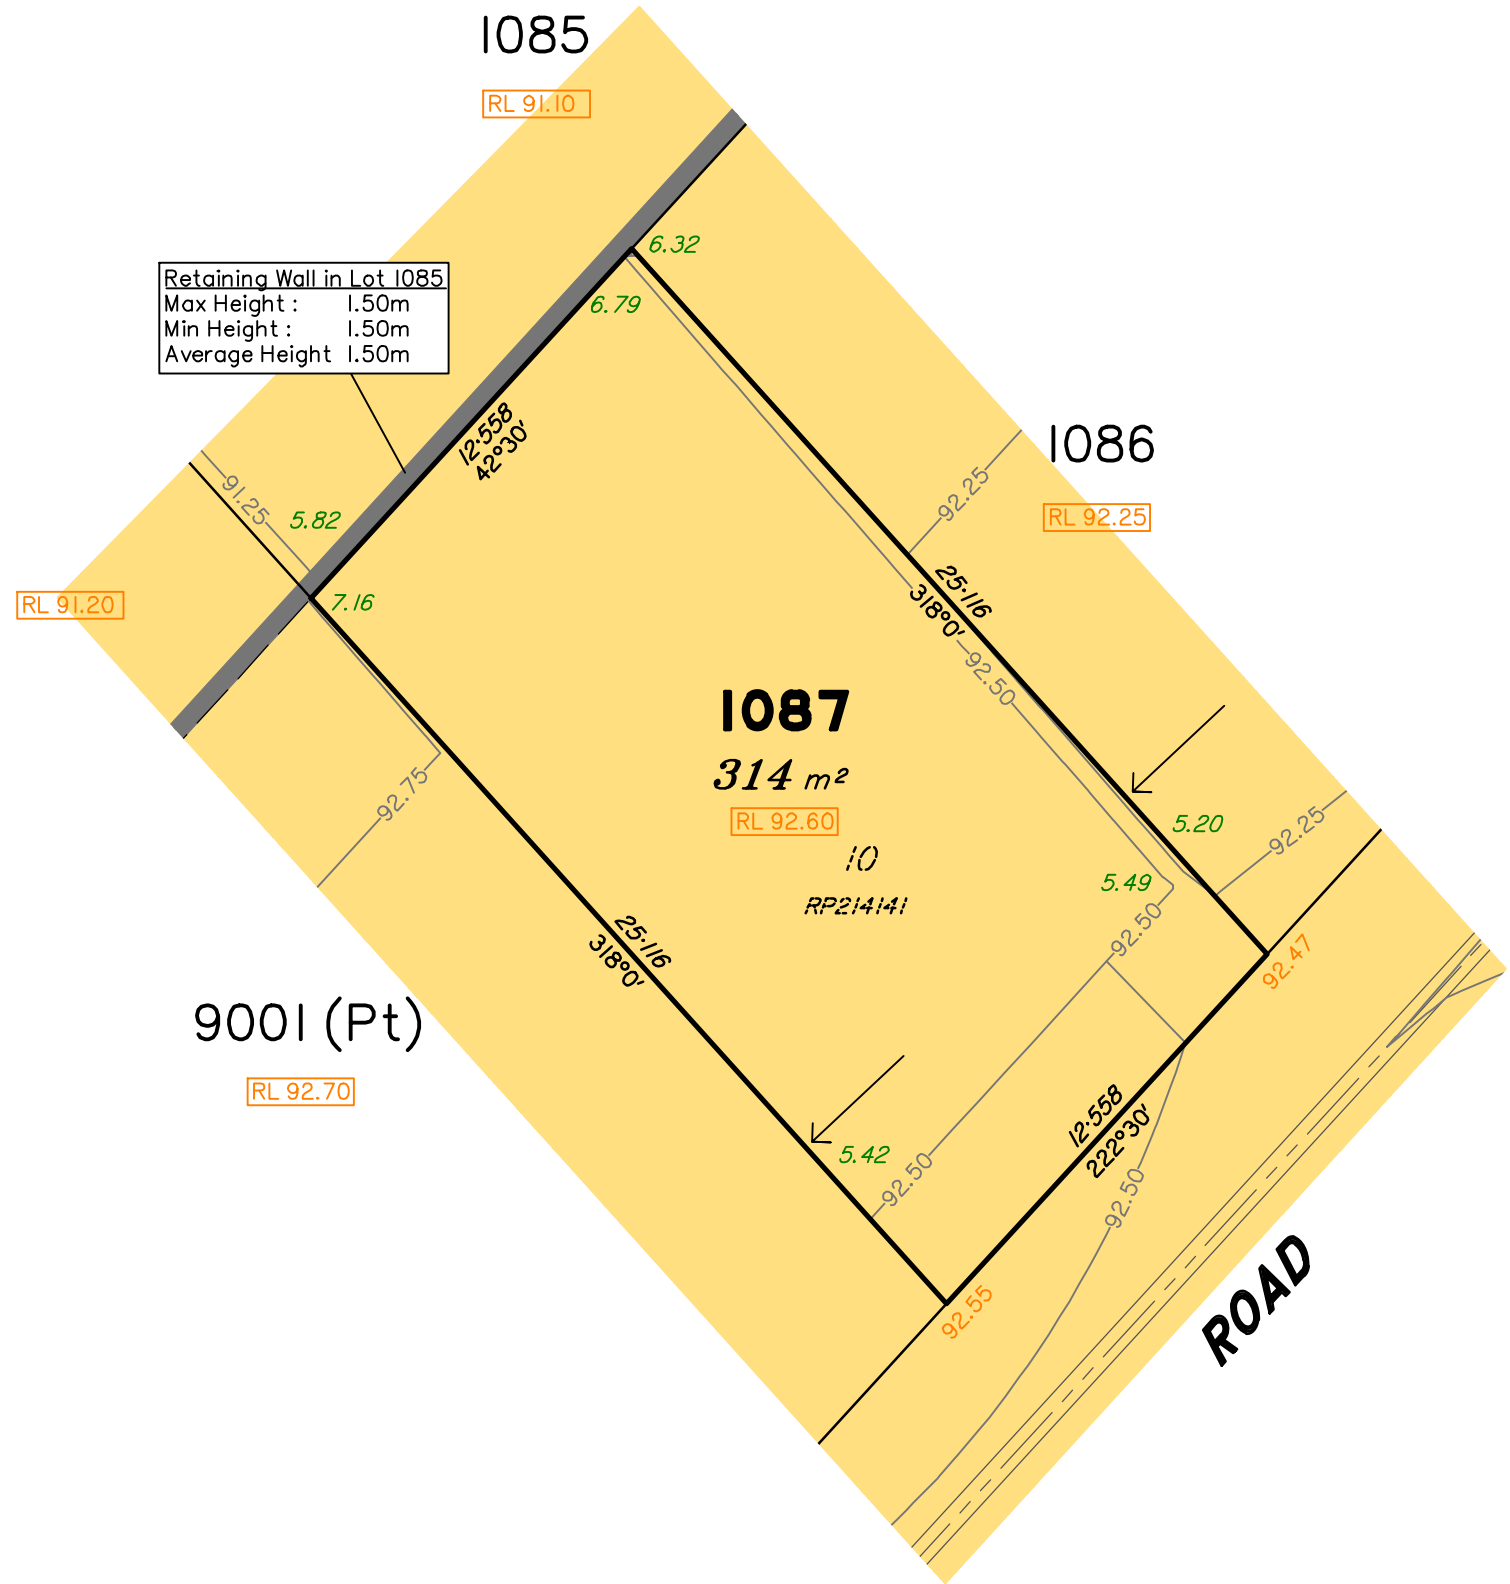 1085
RL 91.10
6.32
Retaining Wall in Lot 1085
Max Height : 1.50m
Min Height : 1.50m
Average Height 1.50m
6.79
12·558
42°30'
1086
92.25
91.25
5.82
RL 92.25
25·116
318°0'
RL 91.20
7.16
92.50
1087
314 m²
92.75
RL 92.60
5.20
92.25
10
RP214141
5.49
92.50
25·116
318°0'
92.47
9001 (Pt)
RL 92.70
12·558
222°30'
5.42
92.50
92.50
ROAD
92.55